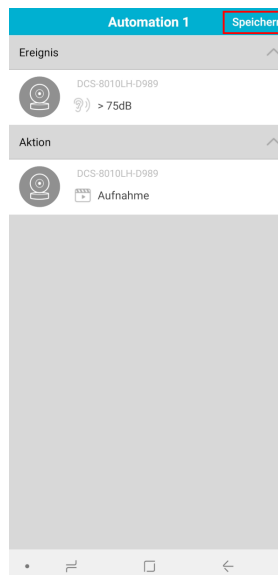 Automation 1
Speichern
Ereignis
DCS-8010LH-D989
> 75dB
Aktion
DCS-8010LH-D989
Aufnahme